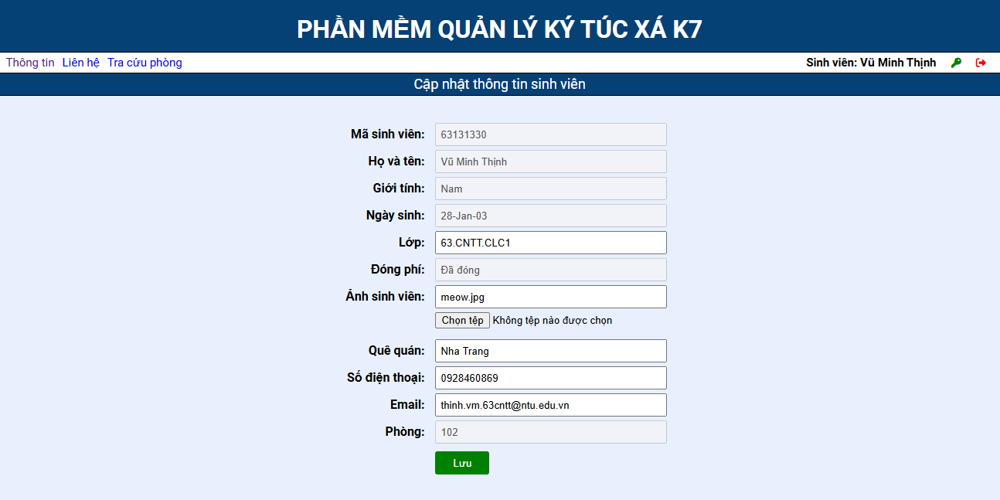 PHẦN MỀM QUẢN LÝ KÝ TÚC XÁ K7
Thông tin Liên hệ Tra cứu phòng Sinh viên: Vũ Minh Thịnh
Cập nhật thông tin sinh viên
Mã sinh viên: 63131330
Họ và tên: Vũ Minh Thịnh
Giới tính: Nam
Ngày sinh: 28-Jan-03
Lớp: 63.CNTT.CLC1
Đóng phí: Đã đóng
Ảnh sinh viên: meow.jpg
Chọn tệp Không tệp nào được chọn
Quê quán: Nha Trang
Số điện thoại: 0928460869
Email: thinh.vm.63cntt@ntu.edu.vn
Phòng: 102
Lưu